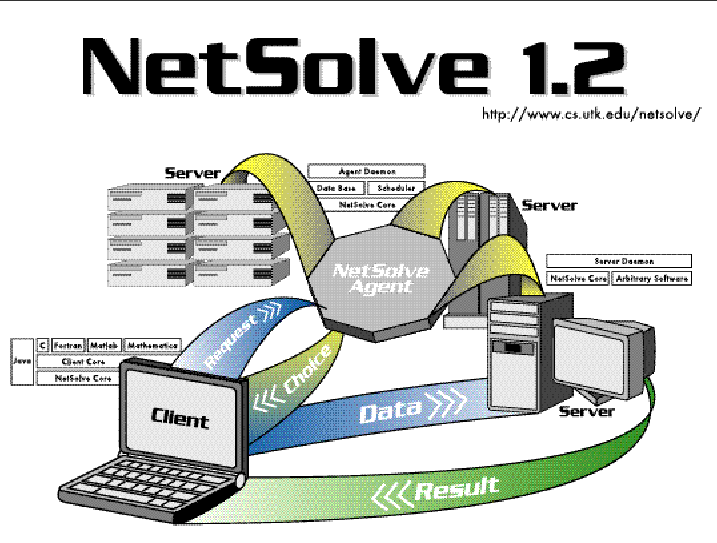 NetSolve 1.2
http://www.cs.utk.edu/netsolve/
Server
Agent Daemon
Data Base Scheduler
NetSolve Core
Server
Server Daemon
NetSolve Core Arbitrary Software
NetSolve
Agent
Request
Choice
Java
C Fortran Matlab Mathematica
Client Core
NetSolve Core
Client
Data
Server
Result